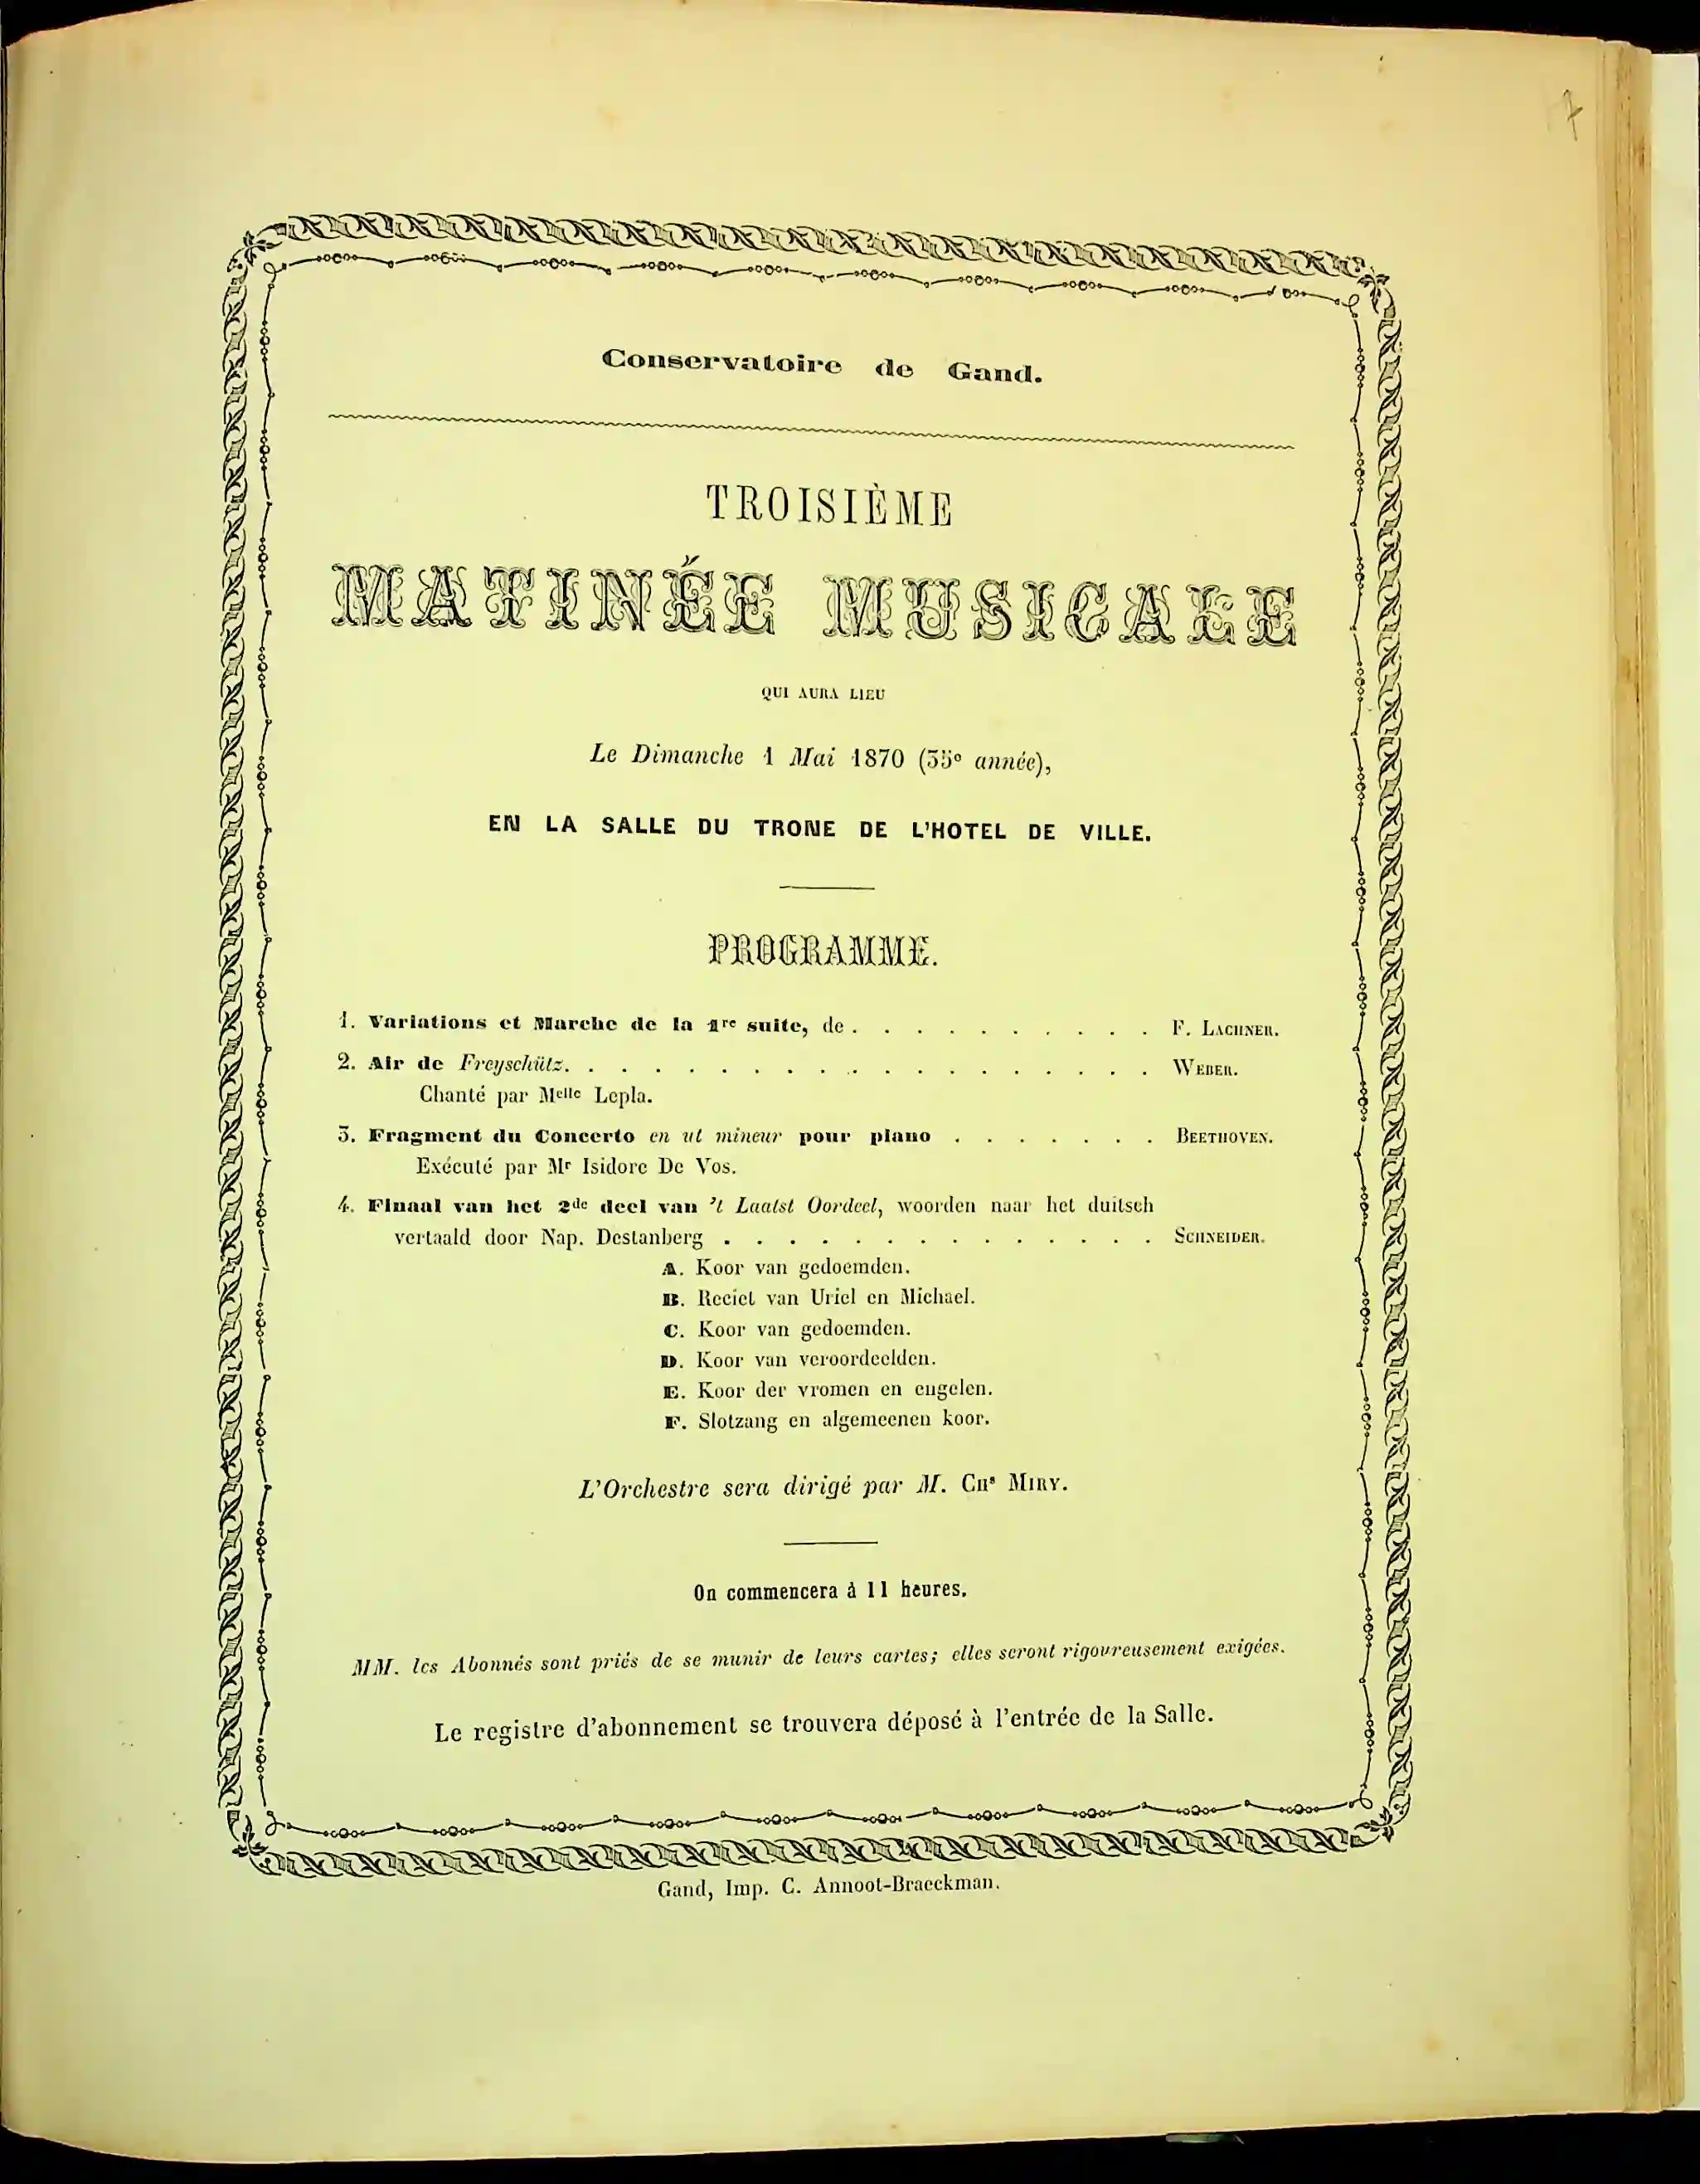 7
Conservatoire de Gand.
TROISIÈME
MATINÉE MUSICALE
QUI AURA LIEU
Le Dimanche 1 Mai 1870 (35e année),
EN LA SALLE DU TRONE DE L'HOTEL DE VILLE.
PROGRAMME.
1. Variations et Marche de la 1re suite, de . . . . . . . . . . F. LACHNER.
2. Air de Freyschütz. . . . . . . . . . . . . . . . . . . WEBER.
Chanté par Melle Lepla.
3. Fragment du Concerto en ut mineur pour piano . . . . . . . BEETHOVEN.
Exécuté par Mr Isidore De Vos.
4. Finaal van het 2de deel van 't Laatst Oordeel, woorden naar het duitsch
vertaald door Nap. Destanberg . . . . . . . . . . . . . . SCHNEIDER.
A. Koor van gedoemden.
B. Reciet van Uriel en Michael.
C. Koor van gedoemden.
D. Koor van veroordeelden.
E. Koor der vromen en engelen.
F. Slotzang en algemeenen koor.
L'Orchestre sera dirigé par M. CHs MIRY.
On commencera à 11 heures.
MM. les Abonnés sont priés de se munir de leurs cartes; elles seront rigoureusement exigées.
Le registre d'abonnement se trouvera déposé à l'entrée de la Salle.
Gand, Imp. C. Annoot-Braeckman.